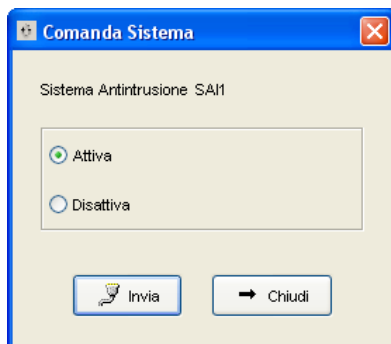 Comanda Sistema
Sistema Antintrusione SAI1
Attiva
Disattiva
Invia
Chiudi